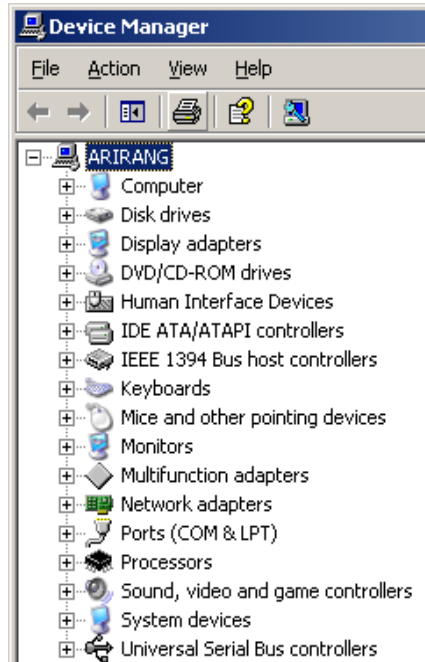 Device Manager
File Action View Help
ARIRANG
Computer
Disk drives
Display adapters
DVD/CD-ROM drives
Human Interface Devices
IDE ATA/ATAPI controllers
IEEE 1394 Bus host controllers
Keyboards
Mice and other pointing devices
Monitors
Multifunction adapters
Network adapters
Ports (COM & LPT)
Processors
Sound, video and game controllers
System devices
Universal Serial Bus controllers